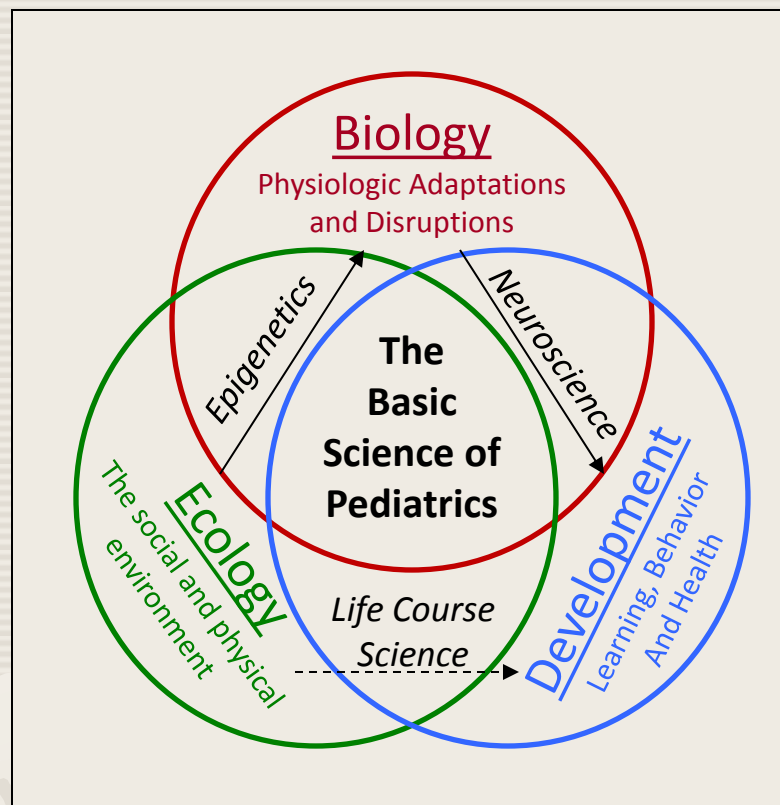 Biology
Physiologic Adaptations
and Disruptions
Epigenetics
Neuroscience
The
Basic
Science of
Pediatrics
Ecology
The social and physical
environment
Development
Learning, Behavior
And Health
Life Course
Science